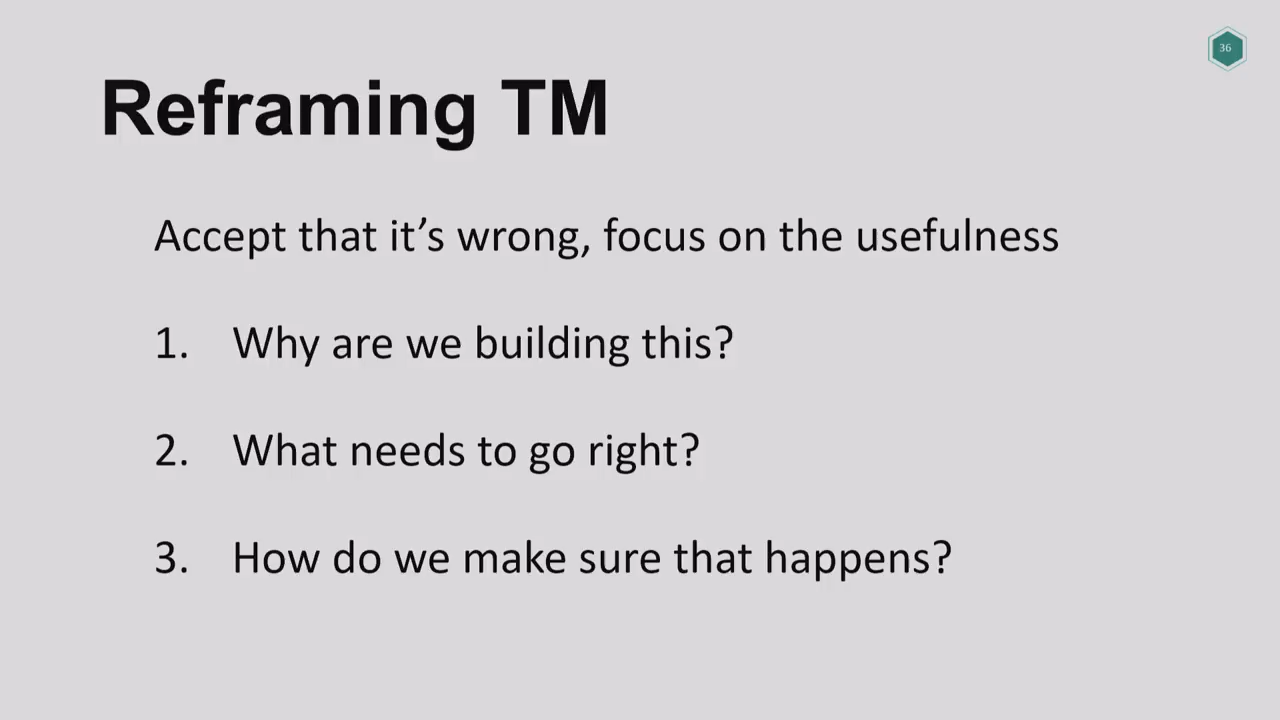 36
Reframing TM
Accept that it’s wrong, focus on the usefulness
1. Why are we building this?
2. What needs to go right?
3. How do we make sure that happens?